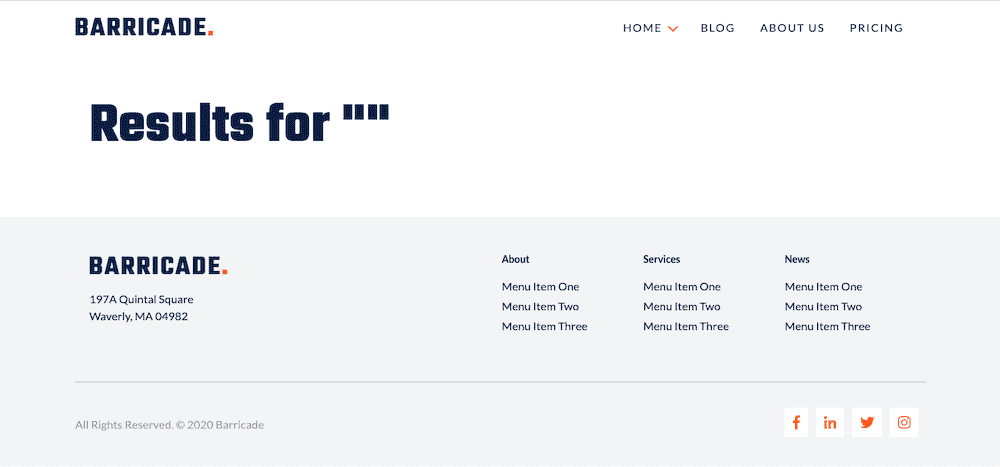 BARRICADE.
HOME BLOG ABOUT US PRICING
Results for ""
BARRICADE.
197A Quintal Square
Waverly, MA 04982
About
Menu Item One
Menu Item Two
Menu Item Three
Services
Menu Item One
Menu Item Two
Menu Item Three
News
Menu Item One
Menu Item Two
Menu Item Three
All Rights Reserved. © 2020 Barricade